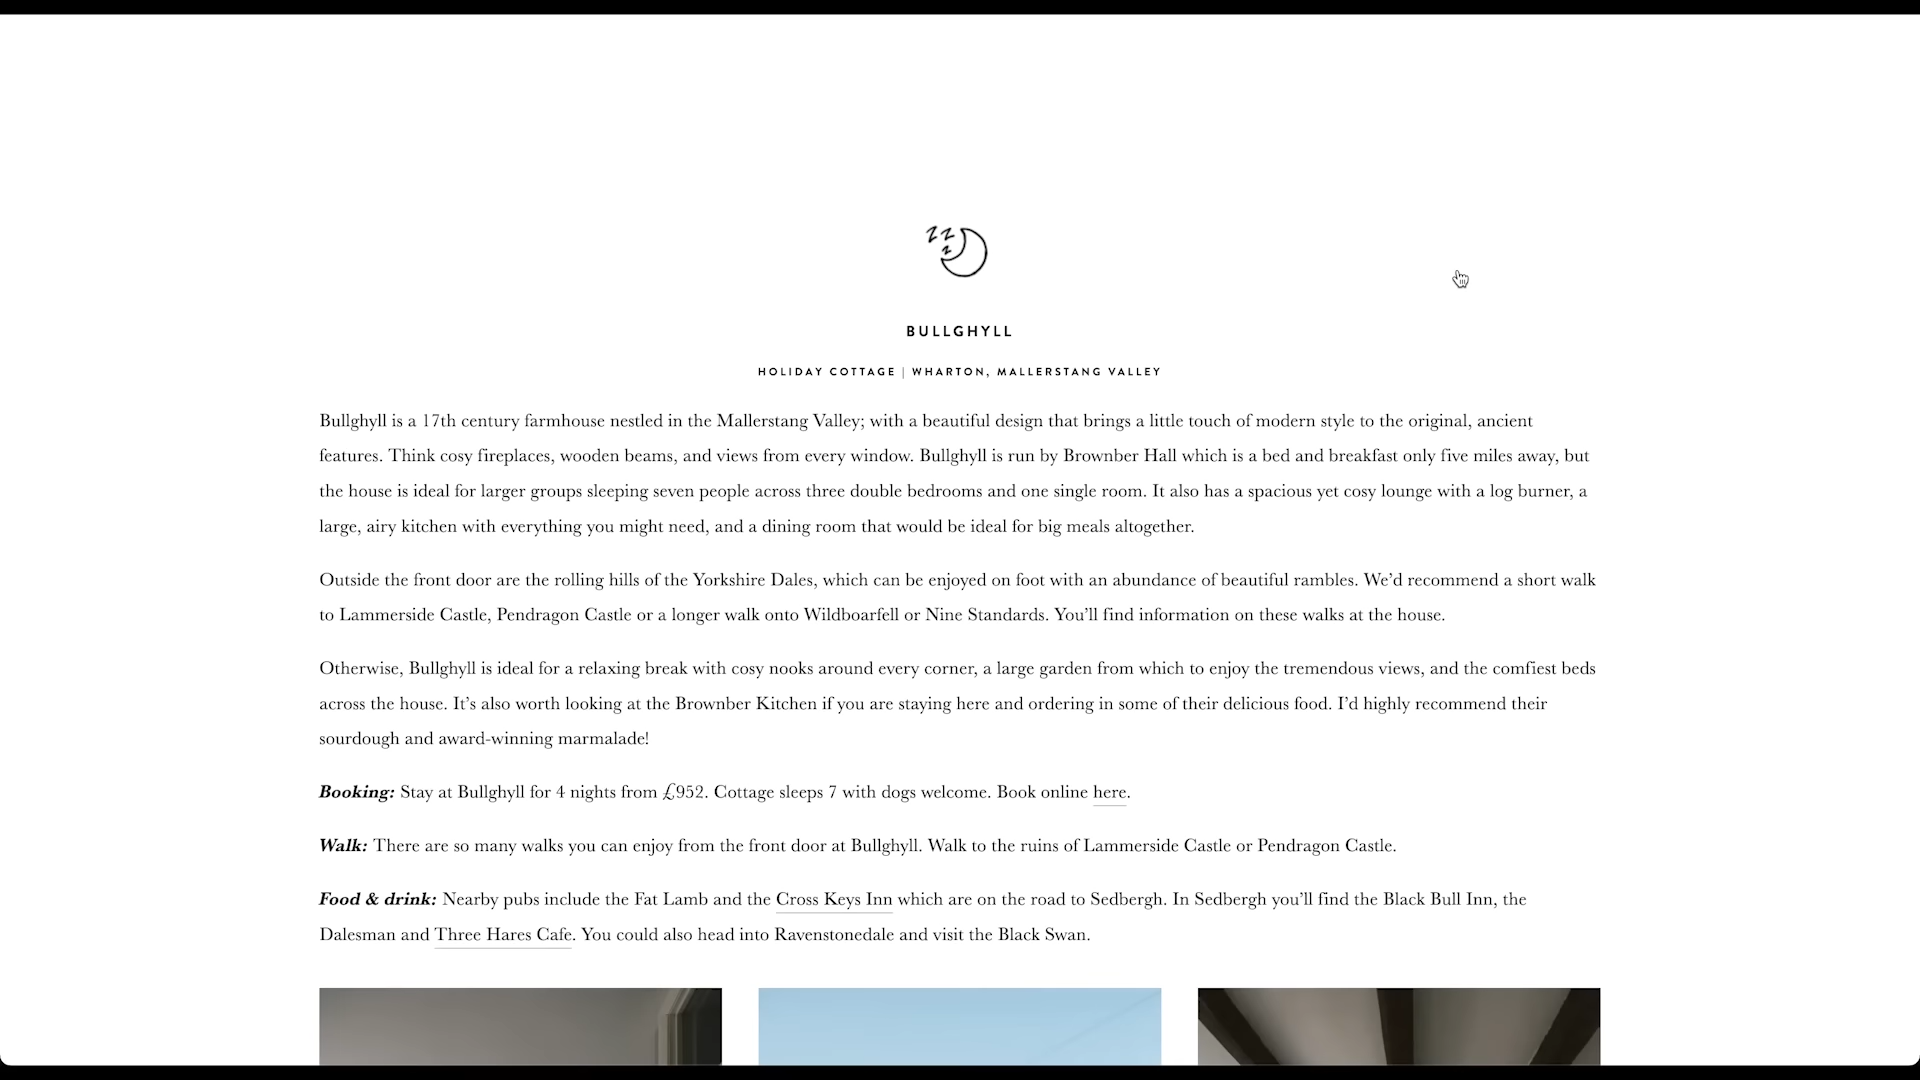 z z
z
BULLGHYLL
HOLIDAY COTTAGE | WHARTON, MALLERSTANG VALLEY
Bullghyll is a 17th century farmhouse nestled in the Mallerstang Valley; with a beautiful design that brings a little touch of modern style to the original, ancient
features. Think cosy fireplaces, wooden beams, and views from every window. Bullghyll is run by Brownber Hall which is a bed and breakfast only five miles away, but
the house is ideal for larger groups sleeping seven people across three double bedrooms and one single room. It also has a spacious yet cosy lounge with a log burner, a
large, airy kitchen with everything you might need, and a dining room that would be ideal for big meals altogether.
Outside the front door are the rolling hills of the Yorkshire Dales, which can be enjoyed on foot with an abundance of beautiful rambles. We’d recommend a short walk
to Lammerside Castle, Pendragon Castle or a longer walk onto Wildboarfell or Nine Standards. You’ll find information on these walks at the house.
Otherwise, Bullghyll is ideal for a relaxing break with cosy nooks around every corner, a large garden from which to enjoy the tremendous views, and the comfiest beds
across the house. It’s also worth looking at the Brownber Kitchen if you are staying here and ordering in some of their delicious food. I’d highly recommend their
sourdough and award-winning marmalade!
Booking: Stay at Bullghyll for 4 nights from £952. Cottage sleeps 7 with dogs welcome. Book online here.
Walk: There are so many walks you can enjoy from the front door at Bullghyll. Walk to the ruins of Lammerside Castle or Pendragon Castle.
Food & drink: Nearby pubs include the Fat Lamb and the Cross Keys Inn which are on the road to Sedbergh. In Sedbergh you’ll find the Black Bull Inn, the
Dalesman and Three Hares Cafe. You could also head into Ravenstonedale and visit the Black Swan.